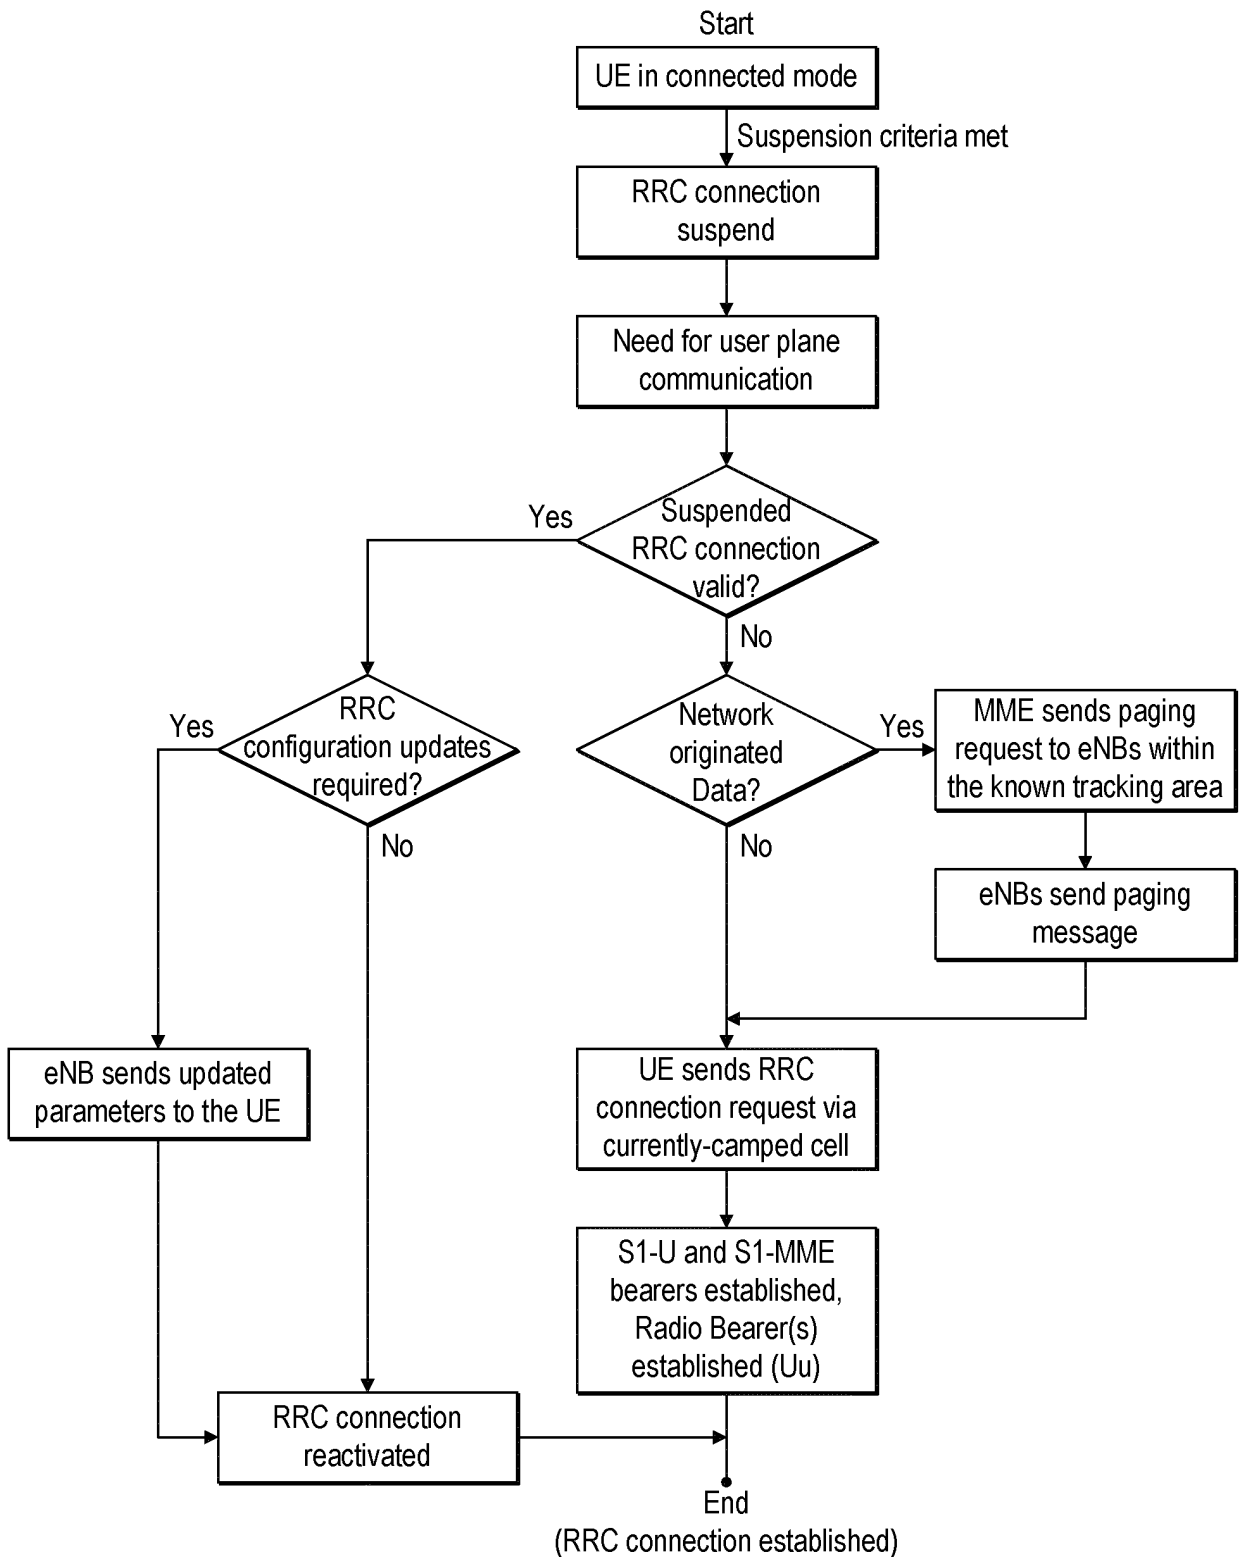 Start
UE in connected mode
Suspension criteria met
RRC connection
suspend
Need for user plane
communication
Yes
Suspended
RRC connection
valid?
No
Yes
RRC
configuration updates
required?
No
Network
originated
Data?
Yes
No
MME sends paging
request to eNBs within
the known tracking area
eNBs send paging
message
eNB sends updated
parameters to the UE
UE sends RRC
connection request via
currently-camped cell
S1-U and S1-MME
bearers established,
Radio Bearer(s)
established (Uu)
RRC connection
reactivated
End
(RRC connection established)